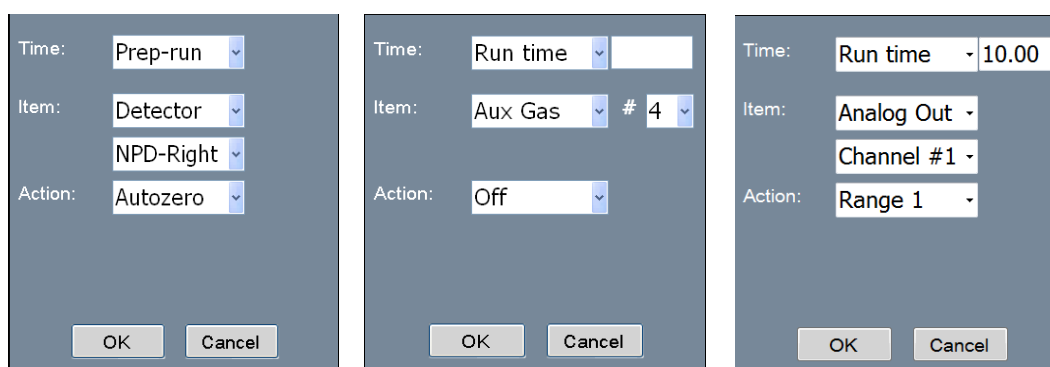 Time: Prep-run
Item: Detector
NPD-Right
Action: Autozero
OK Cancel
Time: Run time
Item: Aux Gas # 4
Action: Off
OK Cancel
Time: Run time 10.00
Item: Analog Out
Channel #1
Action: Range 1
OK Cancel